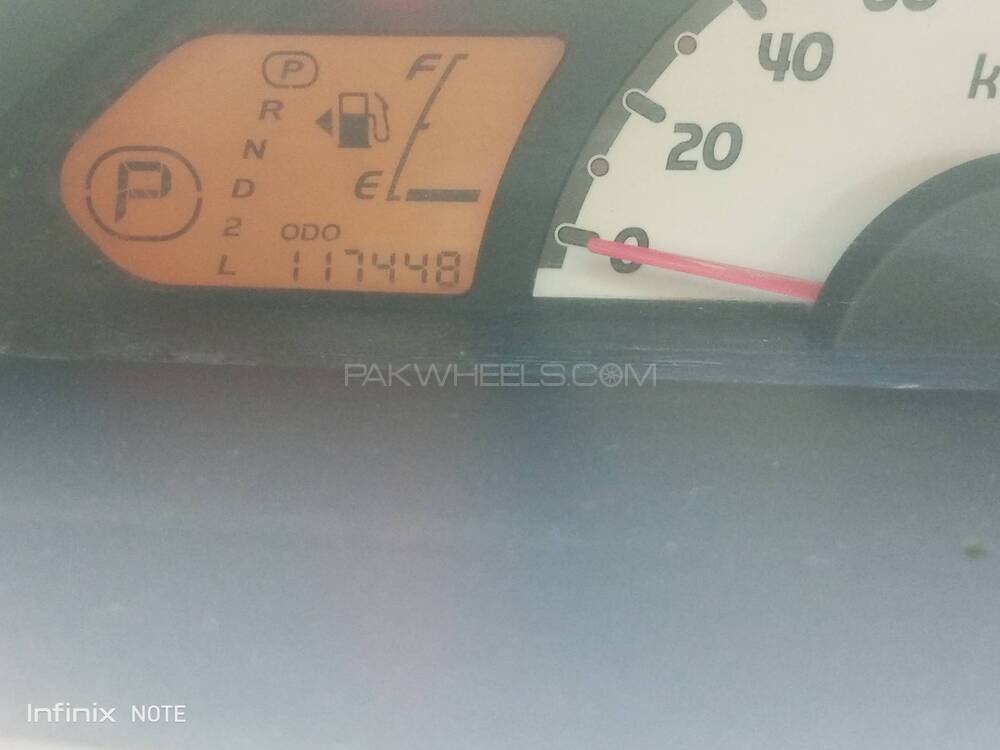 P
R
N
D
2
L
P
F
E
ODO
117448
0
20
40
PAKWHEELS.COM
Infinix NOTE